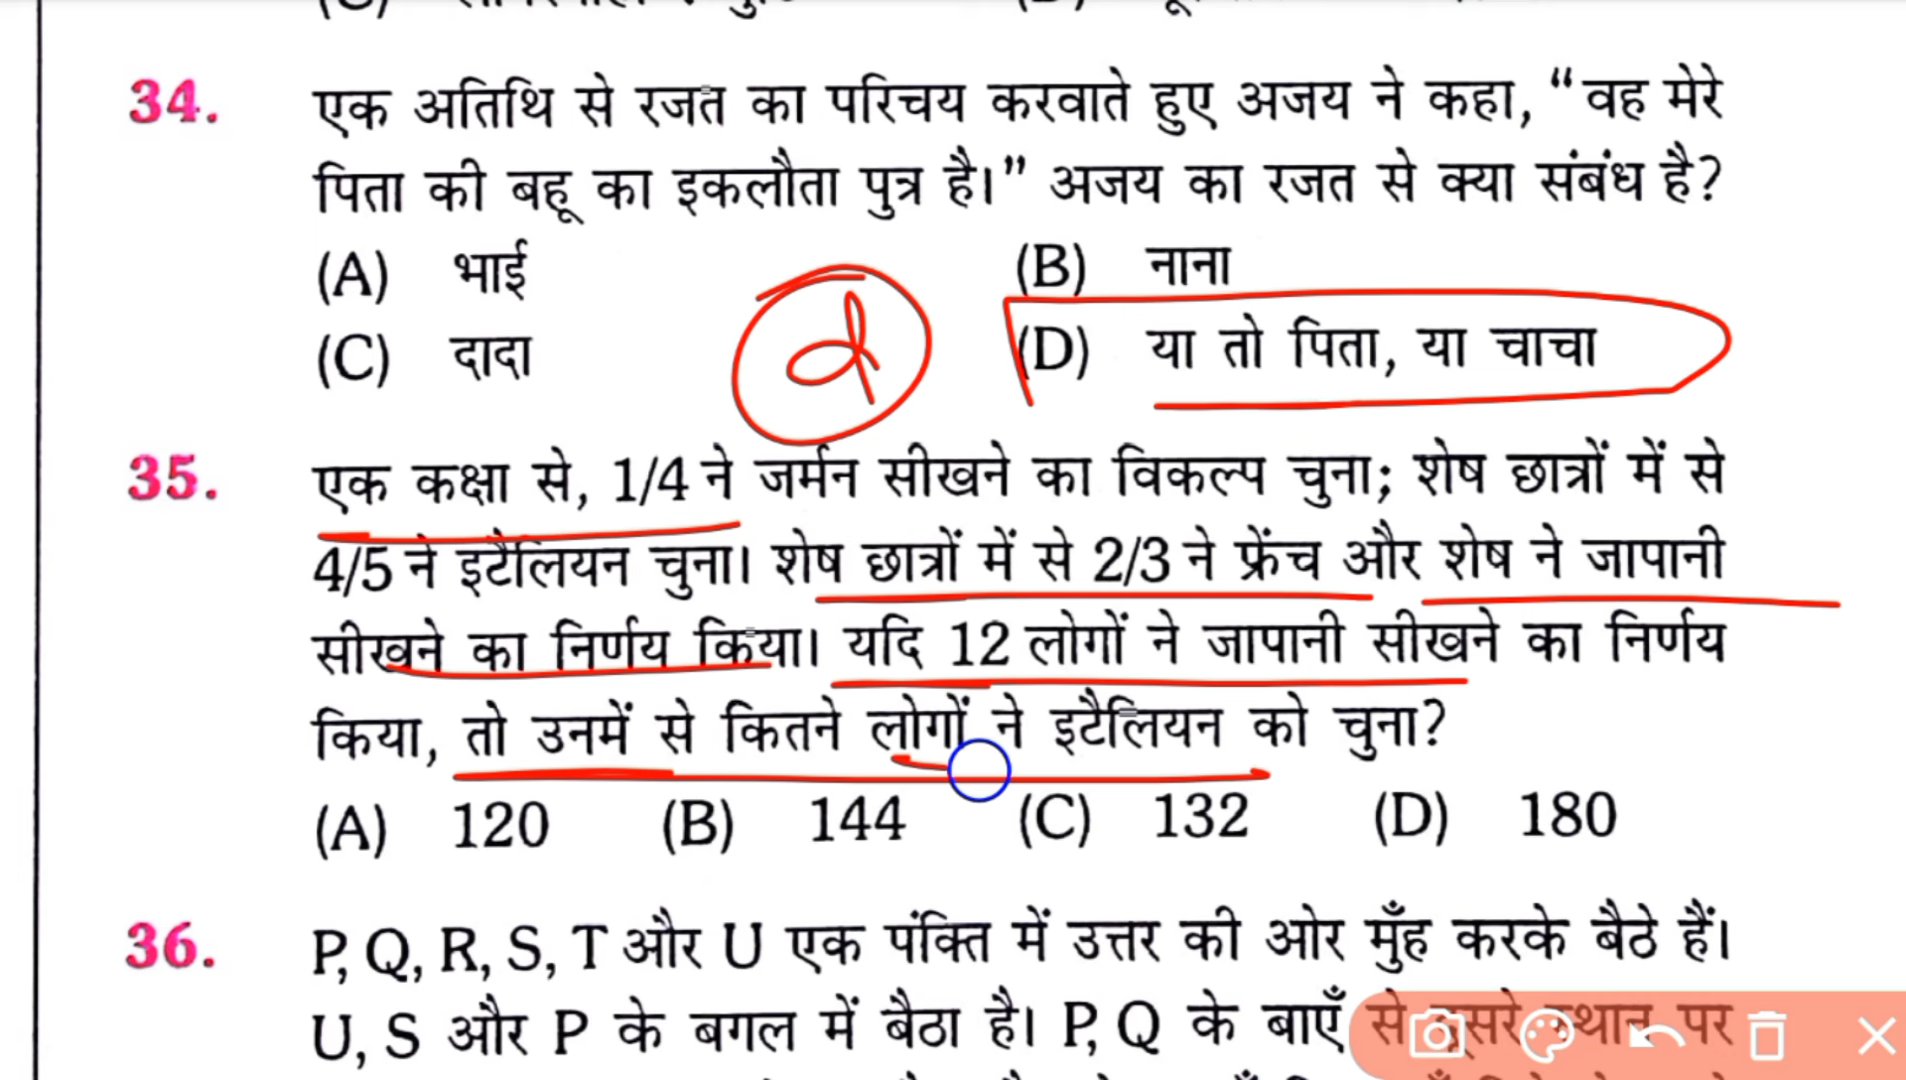 34. एक अतिथि से रजत का परिचय करवाते हुए अजय ने कहा, “वह मेरे
पिता की बहू का इकलौता पुत्र है।” अजय का रजत से क्या संबंध है?
(A) भाई (B) नाना
(C) दादा (D) या तो पिता, या चाचा
d
35. एक कक्षा से, 1/4 ने जर्मन सीखने का विकल्प चुना; शेष छात्रों में से
4/5 ने इटैलियन चुना। शेष छात्रों में से 2/3 ने फ्रेंच और शेष ने जापानी
सीखने का निर्णय किया। यदि 12 लोगों ने जापानी सीखने का निर्णय
किया, तो उनमें से कितने लोगों ने इटैलियन को चुना?
(A) 120 (B) 144 (C) 132 (D) 180
36. P, Q, R, S, T और U एक पंक्ति में उत्तर की ओर मुँह करके बैठे हैं।
U, S और P के बगल में बैठा है। P, Q के बाएँ से दूसरे स्थान पर